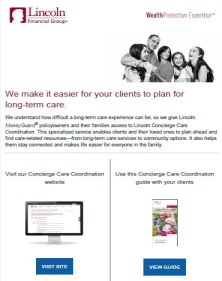 Lincoln
Financial Group®
WealthProtection Expertise℠
We make it easier for your clients to plan for
long-term care.
We understand how difficult a long-term care experience can be, so we give Lincoln
MoneyGuard® policyowners and their families access to Lincoln Concierge Care
Coordination. This specialized service enables clients and their loved ones to plan ahead and
find care-related resources—from long-term care services to community options. It also helps
them stay connected and makes life easier for everyone in the family.
Visit our Concierge Care Coordination
website
Use this Concierge Care Coordination
guide with your clients
VISIT SITE
VIEW GUIDE